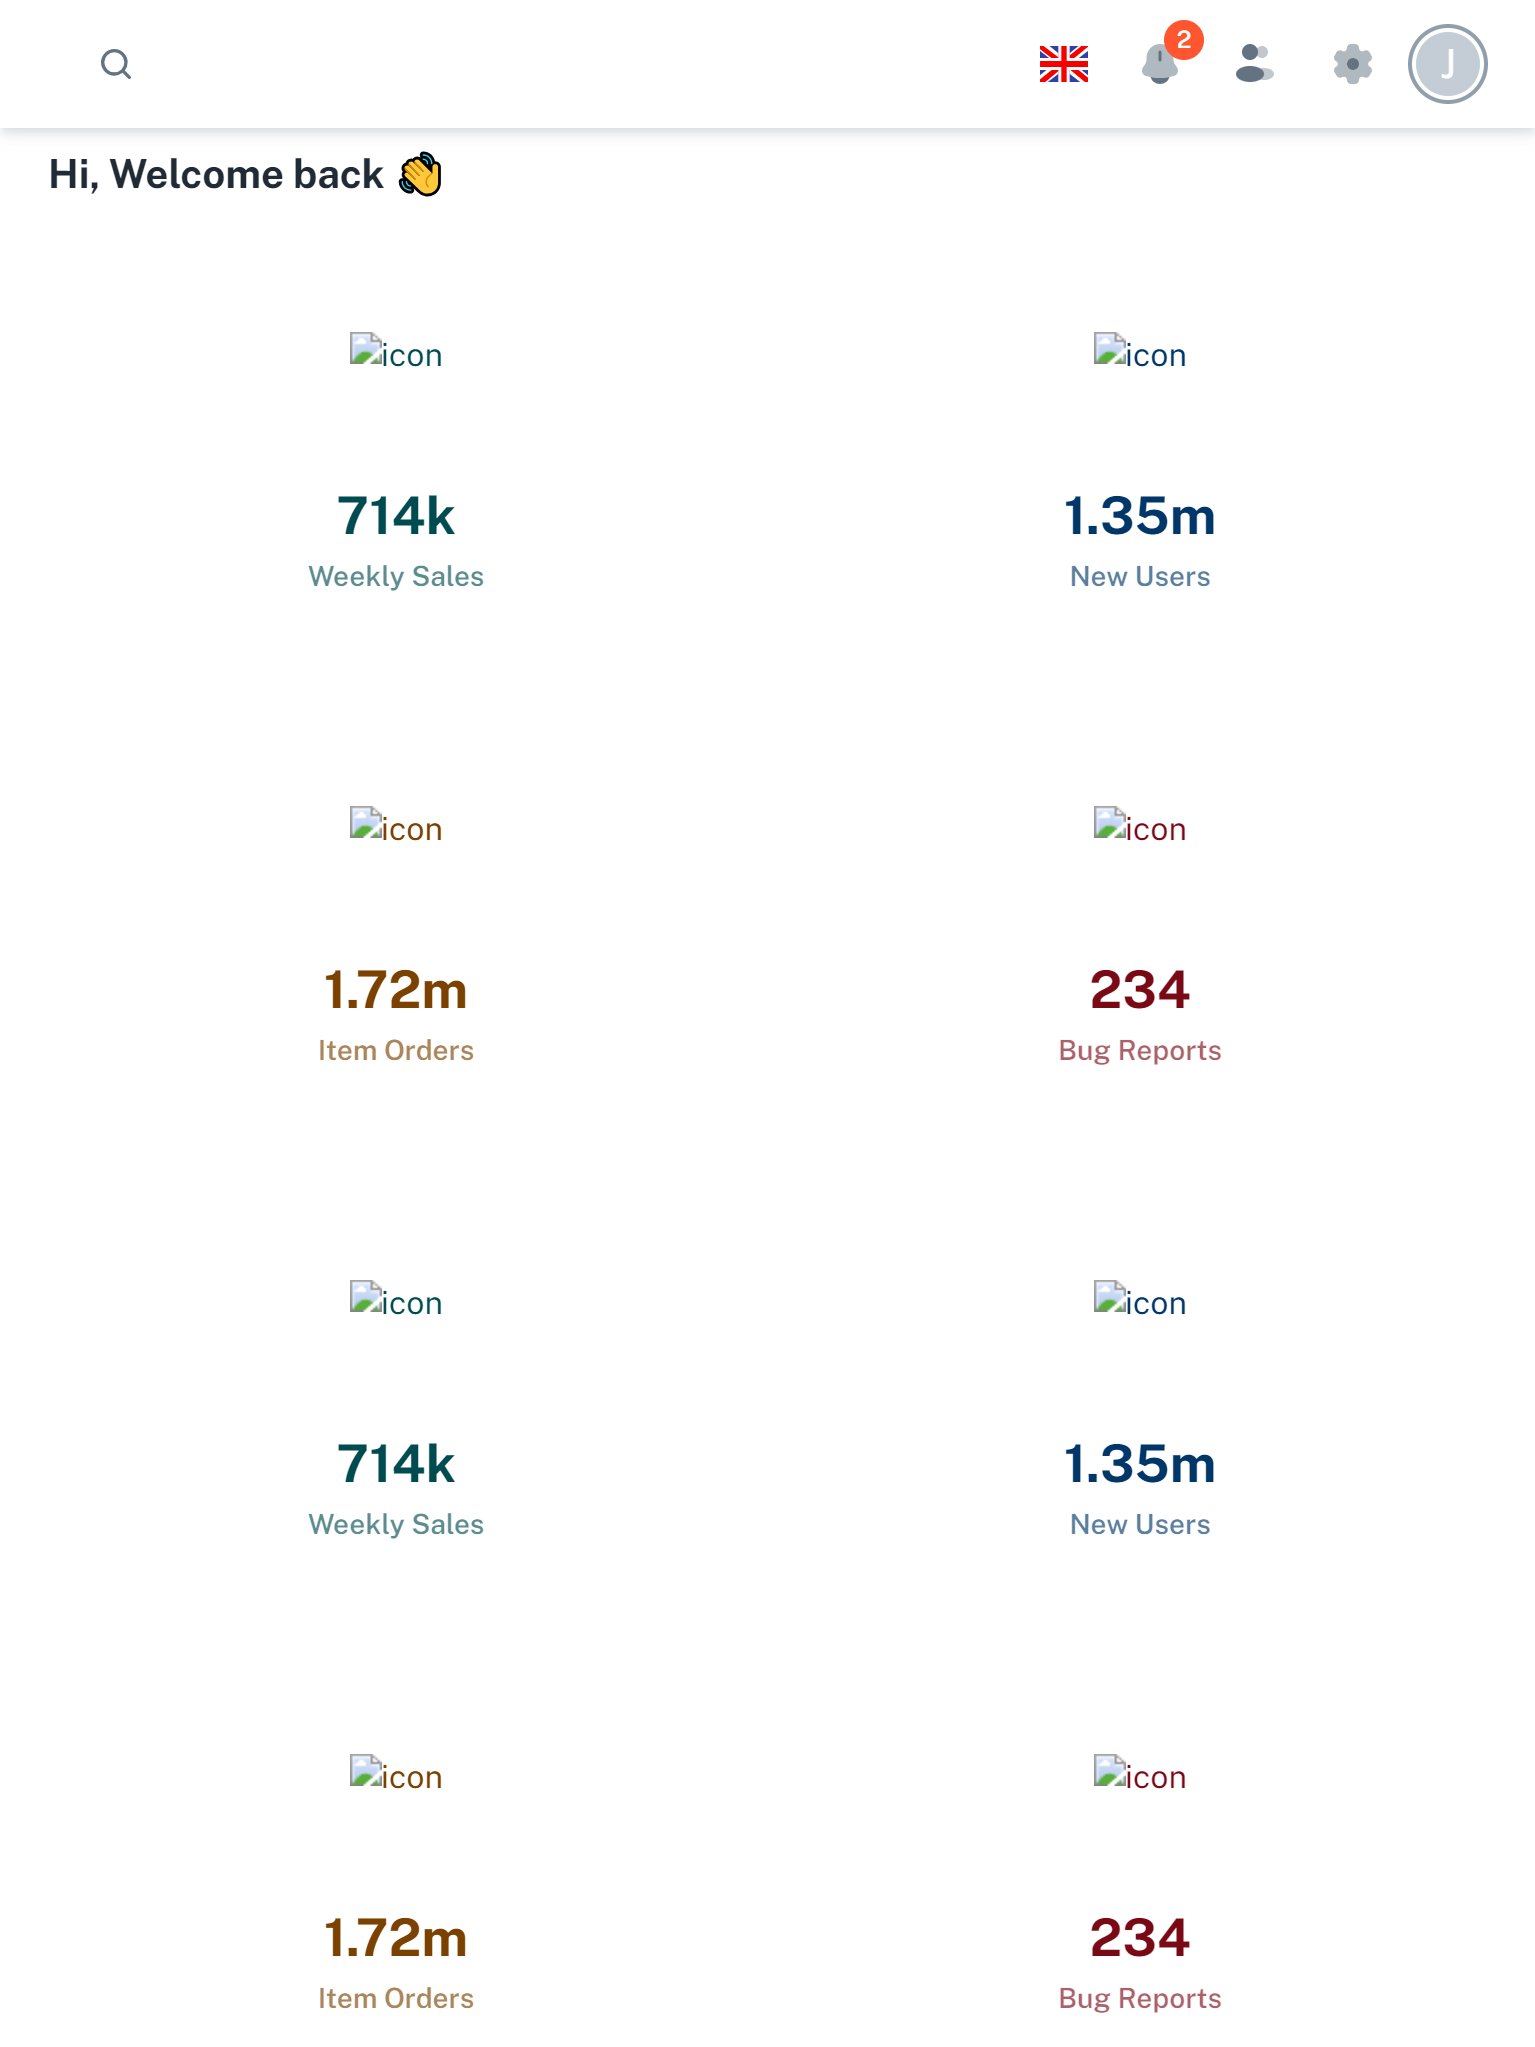 2
J
Hi, Welcome back 👋
icon
icon
714k
1.35m
Weekly Sales
New Users
icon
icon
1.72m
234
Item Orders
Bug Reports
icon
icon
714k
1.35m
Weekly Sales
New Users
icon
icon
1.72m
234
Item Orders
Bug Reports